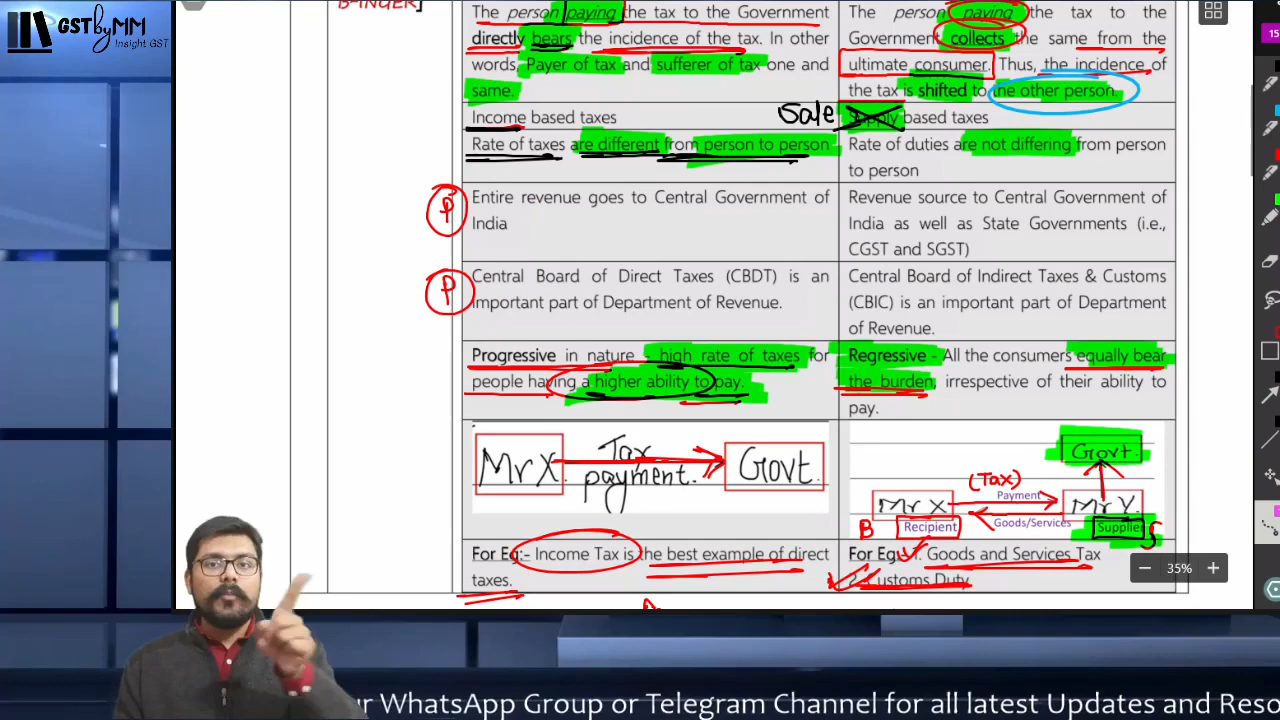 BANGER]
GSTbyMM
Insight GST
The person paying the tax to the Government
directly bears the incidence of the tax. In other
words, Payer of tax and sufferer of tax one and
same.
The person paying the tax to the
Government collects the same from the
ultimate consumer. Thus, the incidence of
the tax is shifted to the other person.
Income based taxes
Sale
Supply based taxes
Rate of taxes are different from person to person
Rate of duties are not differing from person
to person
P
Entire revenue goes to Central Government of
India
Revenue source to Central Government of
India as well as State Governments (i.e.,
CGST and SGST)
P
Central Board of Direct Taxes (CBDT) is an
important part of Department of Revenue.
Central Board of Indirect Taxes & Customs
(CBIC) is an important part of Department
of Revenue.
Progressive in nature - high rate of taxes for
people having a higher ability to pay.
Regressive - All the consumers equally bear
the burden, irrespective of their ability to
pay.
Mr X
Tax
payment.
Govt.
Govt.
(Tax)
Mr X
Payment
Mr Y
B
Recipient
Goods/Services
Supplier
S
For Eg:- Income Tax is the best example of direct
taxes.
For Eg:- Goods and Services Tax
Customs Duty
35%
15
ur WhatsApp Group or Telegram Channel for all latest Updates and Reso